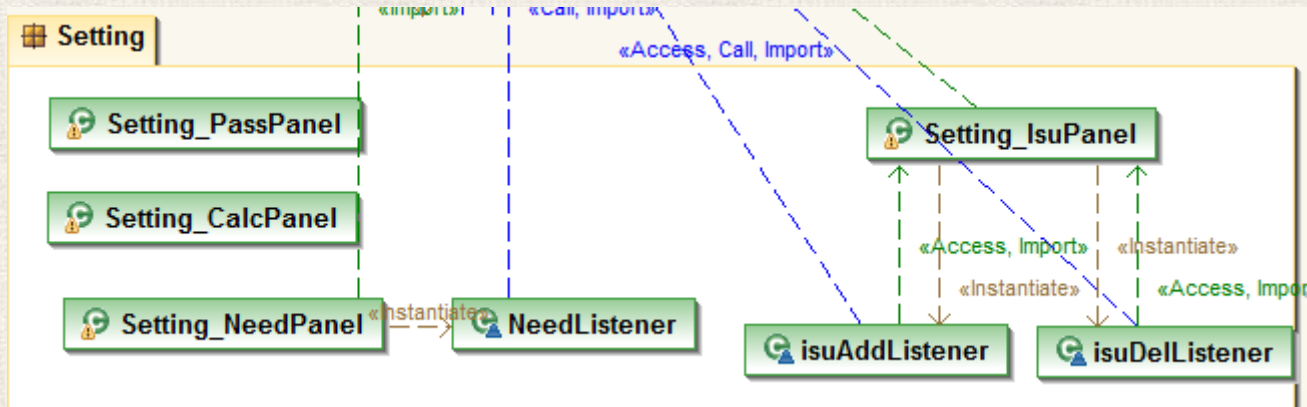 «Import»
«Call, Import»
Setting
«Access, Call, Import»
Setting_PassPanel
Setting_IsuPanel
Setting_CalcPanel
«Access, Import»
«Instantiate»
«Instantiate»
«Access, Impor
Setting_NeedPanel
«Instantiate»
NeedListener
isuAddListener
isuDelListener